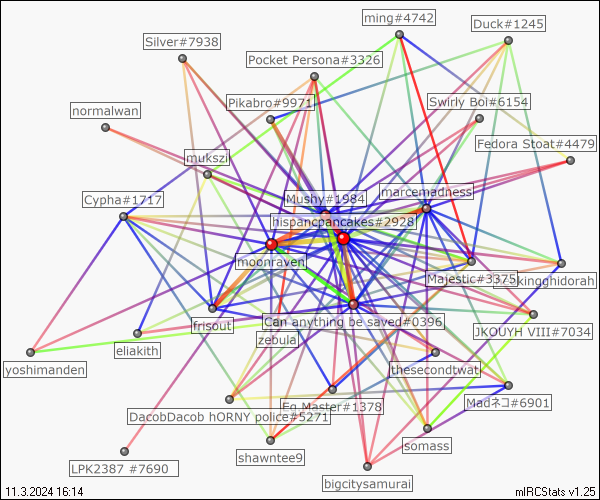 ming#4742
Duck#1245
Silver#7938
Pocket Persona#3326
Pikabro#9971
Swirly Boi#6154
normalwan
Fedora Stoat#4479
mukszi
Mushy#1984
marcemadness
Cypha#1717
hispancpancakes#2928
moonraven
Majestic#3375
kinqghidorah
frisout
Can anything be saved#0396
JKOUYH VIII#7034
zebula
eliakith
yoshimanden
thesecondtwat
DacobDacob hORNY police#5271
Eg Master#1378
Madネコ#6901
somass
shawntee9
LPK2387 #7690
bigcitysamurai
11.3.2024 16:14
mIRCStats v1.25